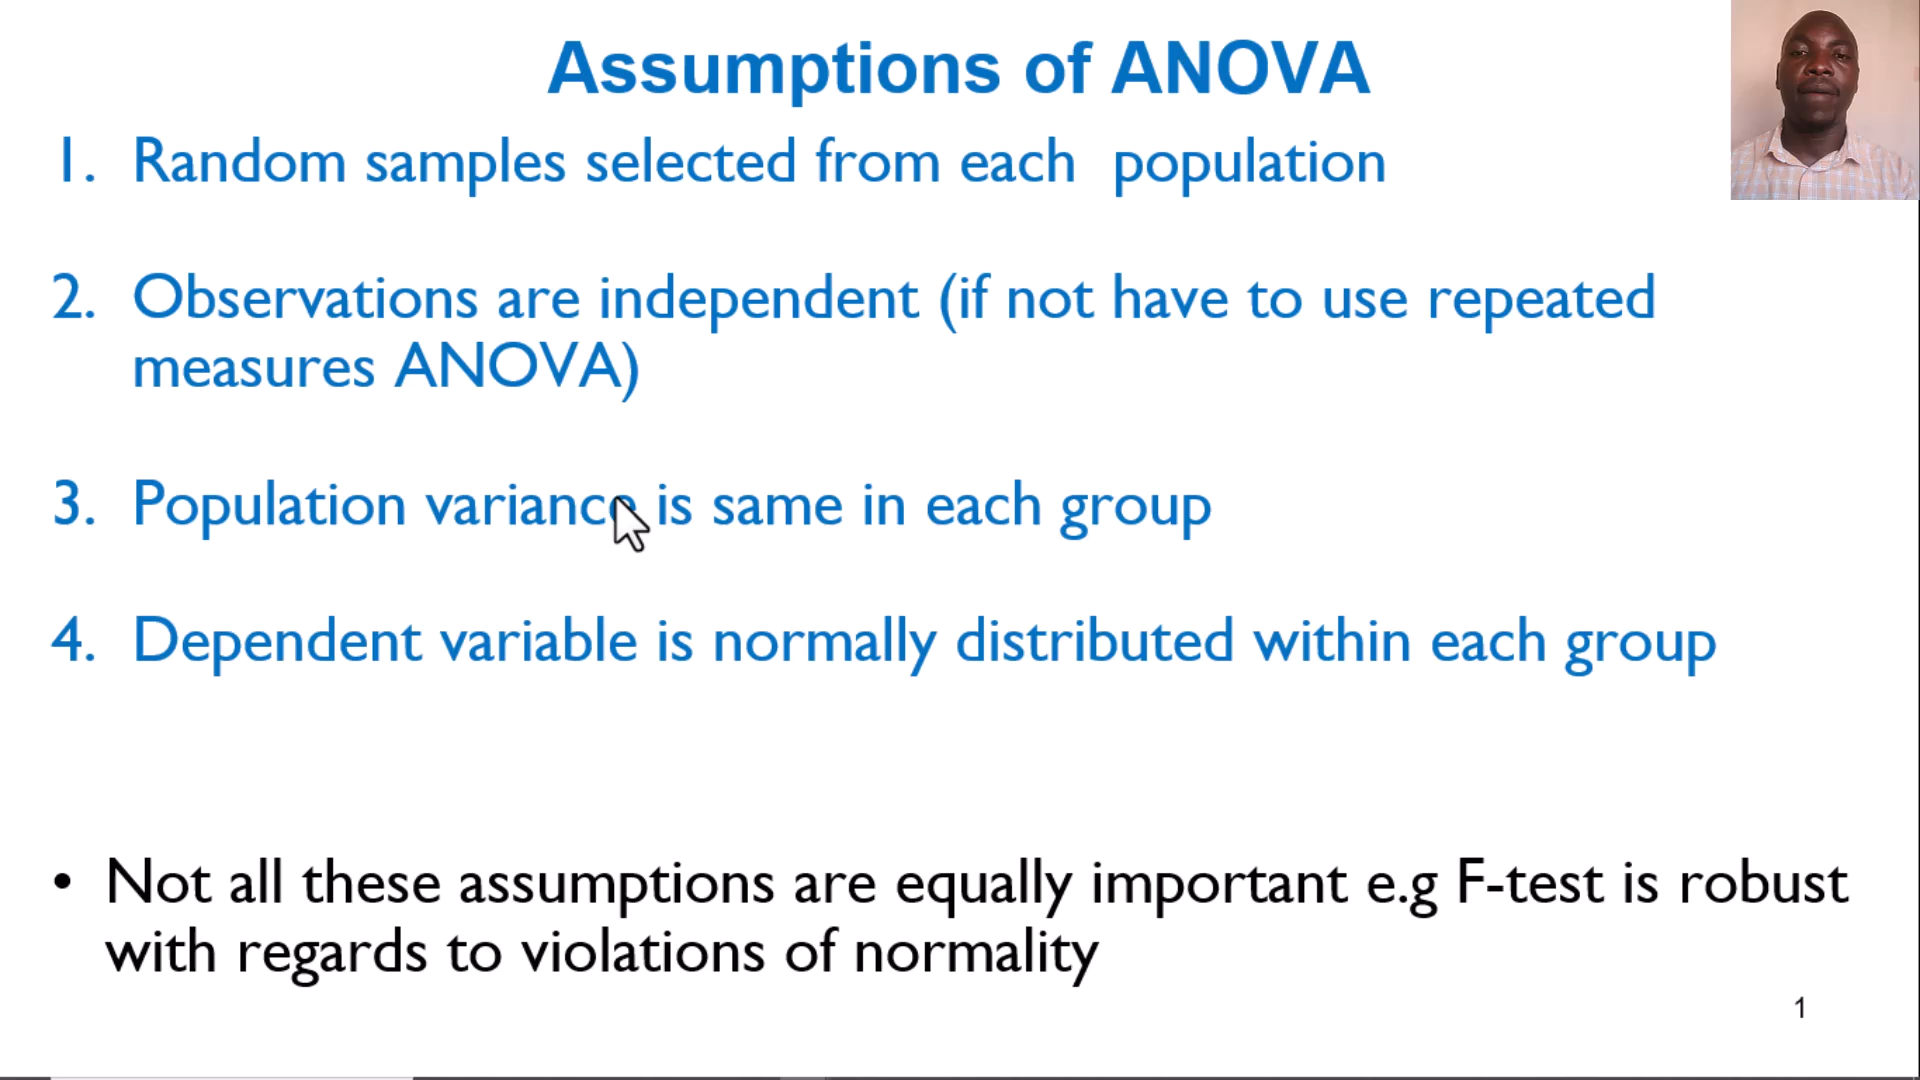 Assumptions of ANOVA
1. Random samples selected from each population
2. Observations are independent (if not have to use repeated
measures ANOVA)
3. Population variance is same in each group
4. Dependent variable is normally distributed within each group
• Not all these assumptions are equally important e.g F-test is robust
with regards to violations of normality
1